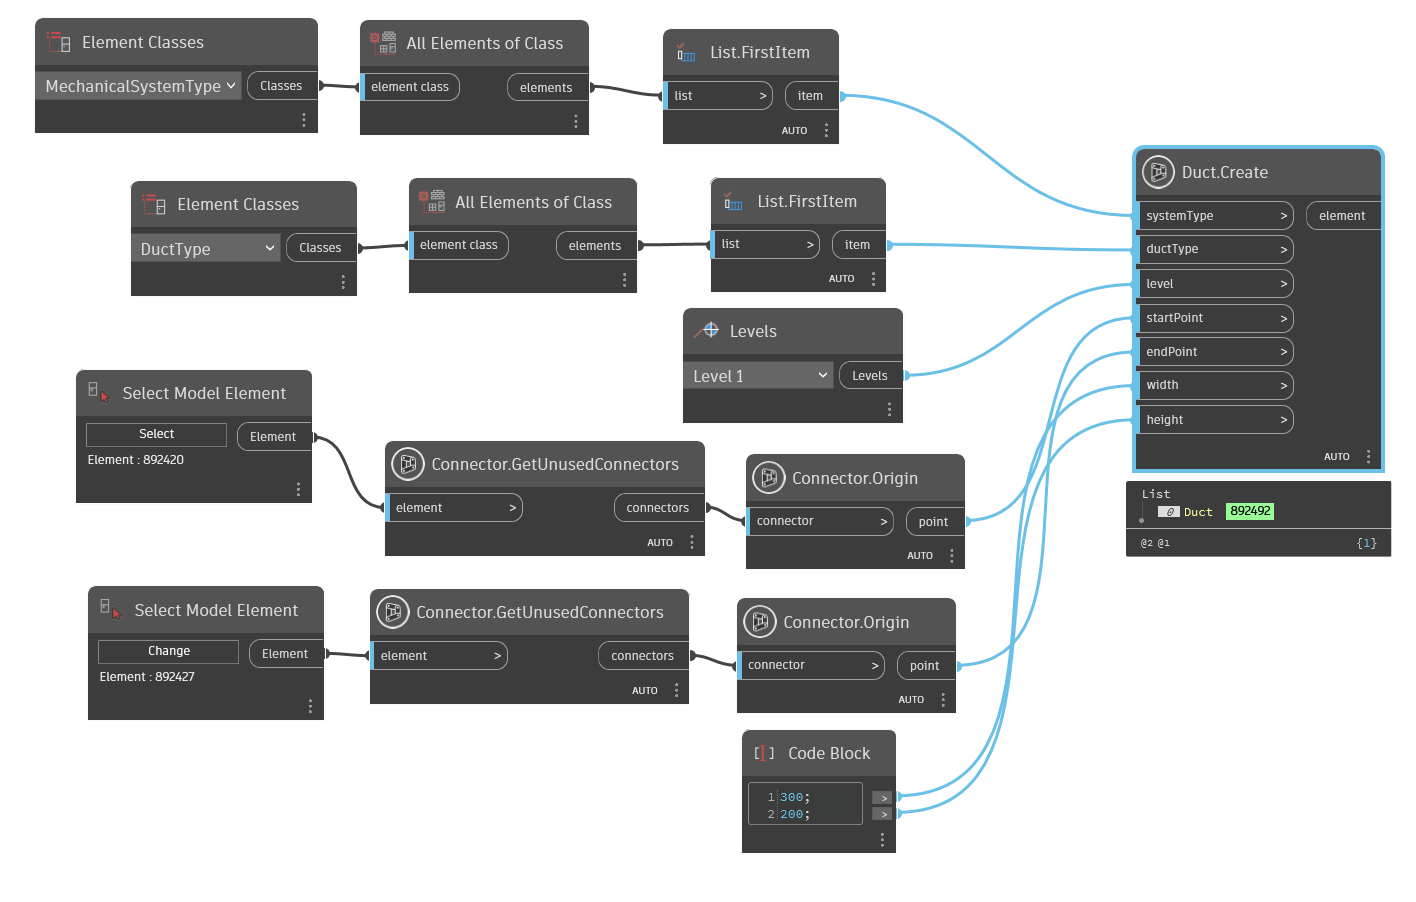 Element Classes
MechanicalSystemType
Classes
All Elements of Class
element class
elements
List.FirstItem
list >
item
AUTO
Element Classes
DuctType
Classes
All Elements of Class
element class
elements
List.FirstItem
list >
item
AUTO
Levels
Level 1
Levels
Select Model Element
Select
Element
Element : 892420
Connector.GetUnusedConnectors
element >
connectors
AUTO
Connector.Origin
connector >
point
AUTO
Select Model Element
Change
Element
Element : 892427
Connector.GetUnusedConnectors
element >
connectors
AUTO
Connector.Origin
connector >
point
AUTO
Code Block
1 300; >
2 200; >
Duct.Create
systemType >
element
ductType >
level >
startPoint >
endPoint >
width >
height >
AUTO
List
0 Duct 892492
@2 @1 {1}